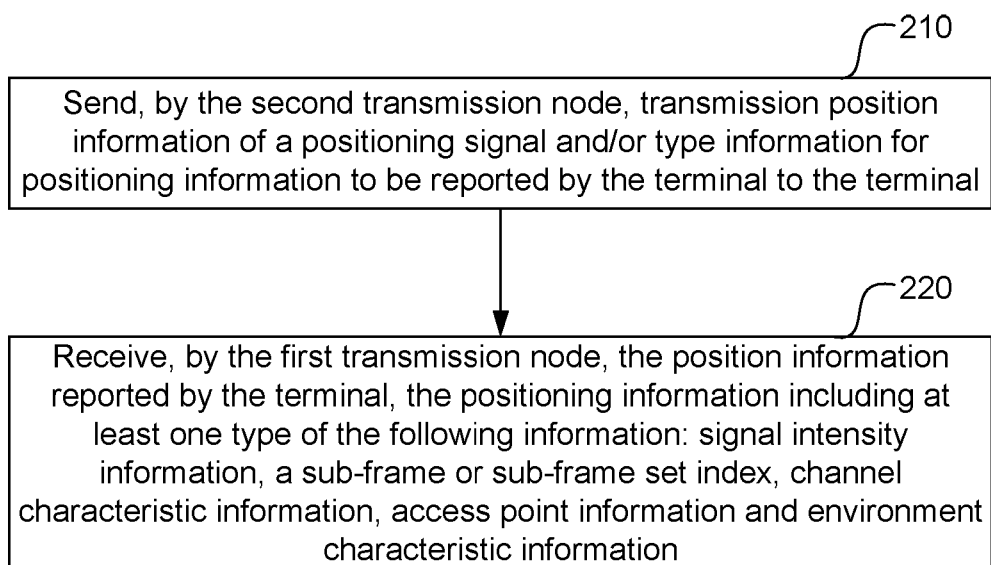 210
Send, by the second transmission node, transmission position
information of a positioning signal and/or type information for
positioning information to be reported by the terminal to the terminal
220
Receive, by the first transmission node, the position information
reported by the terminal, the positioning information including at
least one type of the following information: signal intensity
information, a sub-frame or sub-frame set index, channel
characteristic information, access point information and environment
characteristic information